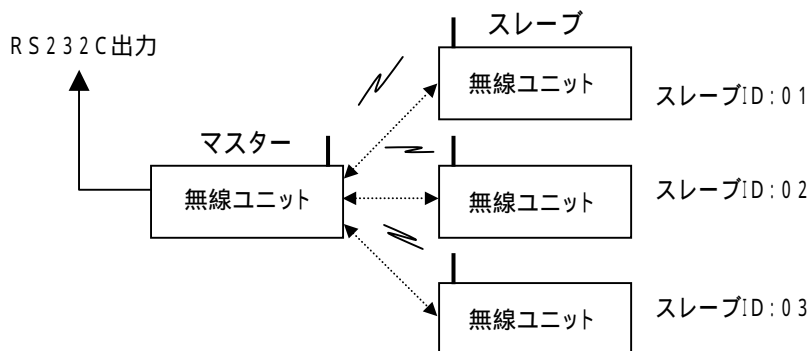 スレーブ
RS232C出力
無線ユニット
スレーブID:01
マスター
無線ユニット
無線ユニット
スレーブID:02
無線ユニット
スレーブID:03